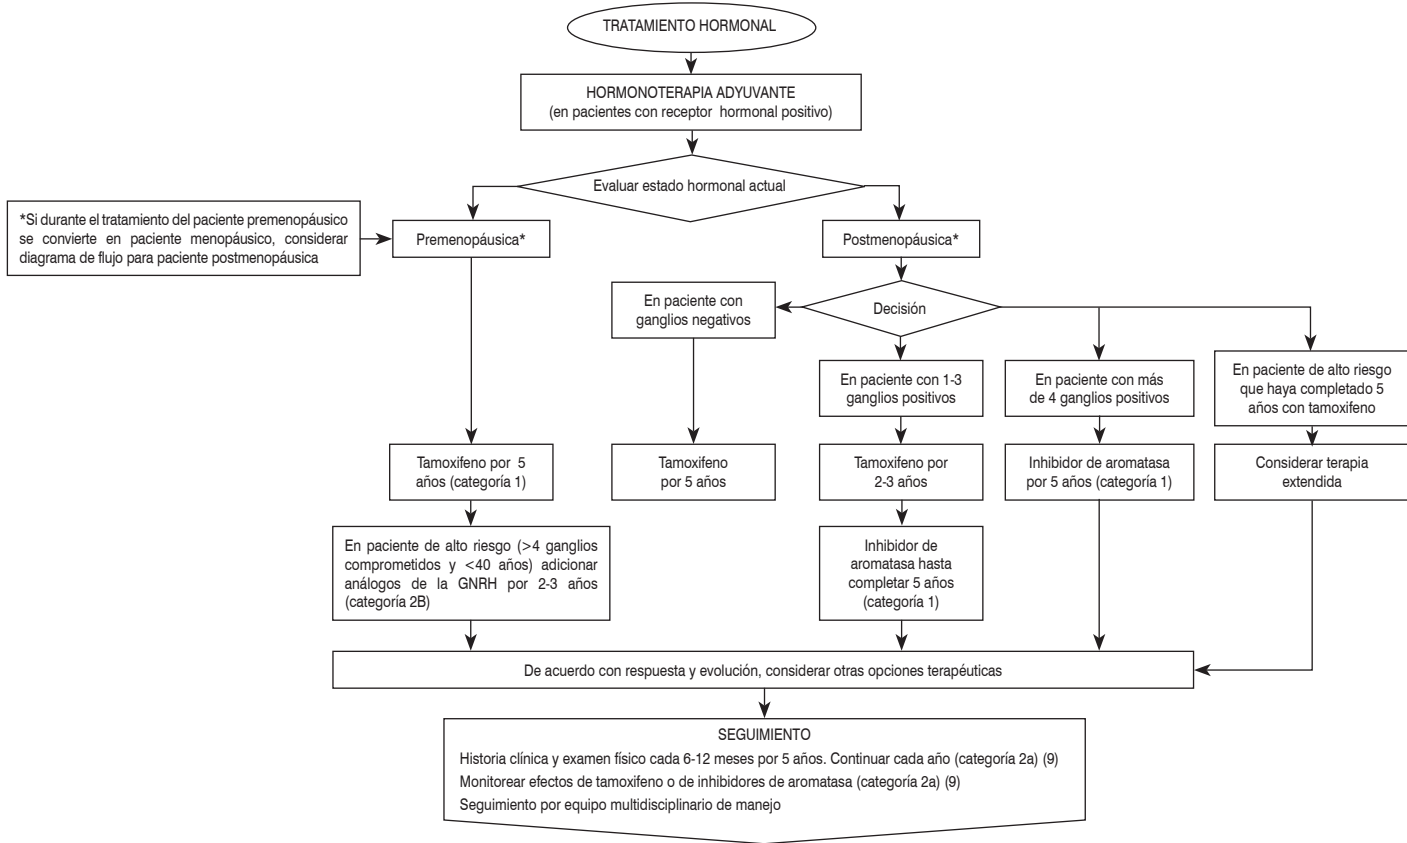 TRATAMIENTO HORMONAL
HORMONOTERAPIA ADYUVANTE
(en pacientes con receptor hormonal positivo)
Evaluar estado hormonal actual
*Si durante el tratamiento del paciente premenopáusico
se convierte en paciente menopáusico, considerar
diagrama de flujo para paciente postmenopáusica
Premenopáusica*
Postmenopáusica*
En paciente con
ganglios negativos
Decisión
En paciente con 1-3
ganglios positivos
En paciente con más
de 4 ganglios positivos
En paciente de alto riesgo
que haya completado 5
años con tamoxifeno
Tamoxifeno por 5
años (categoría 1)
Tamoxifeno
por 5 años
Tamoxifeno por
2-3 años
Inhibidor de aromatasa
por 5 años (categoría 1)
Considerar terapia
extendida
En paciente de alto riesgo (>4 ganglios
comprometidos y <40 años) adicionar
análogos de la GNRH por 2-3 años
(categoría 2B)
Inhibidor de
aromatasa hasta
completar 5 años
(categoría 1)
De acuerdo con respuesta y evolución, considerar otras opciones terapéuticas
SEGUIMIENTO
Historia clínica y examen físico cada 6-12 meses por 5 años. Continuar cada año (categoría 2a) (9)
Monitorear efectos de tamoxifeno o de inhibidores de aromatasa (categoría 2a) (9)
Seguimiento por equipo multidisciplinario de manejo